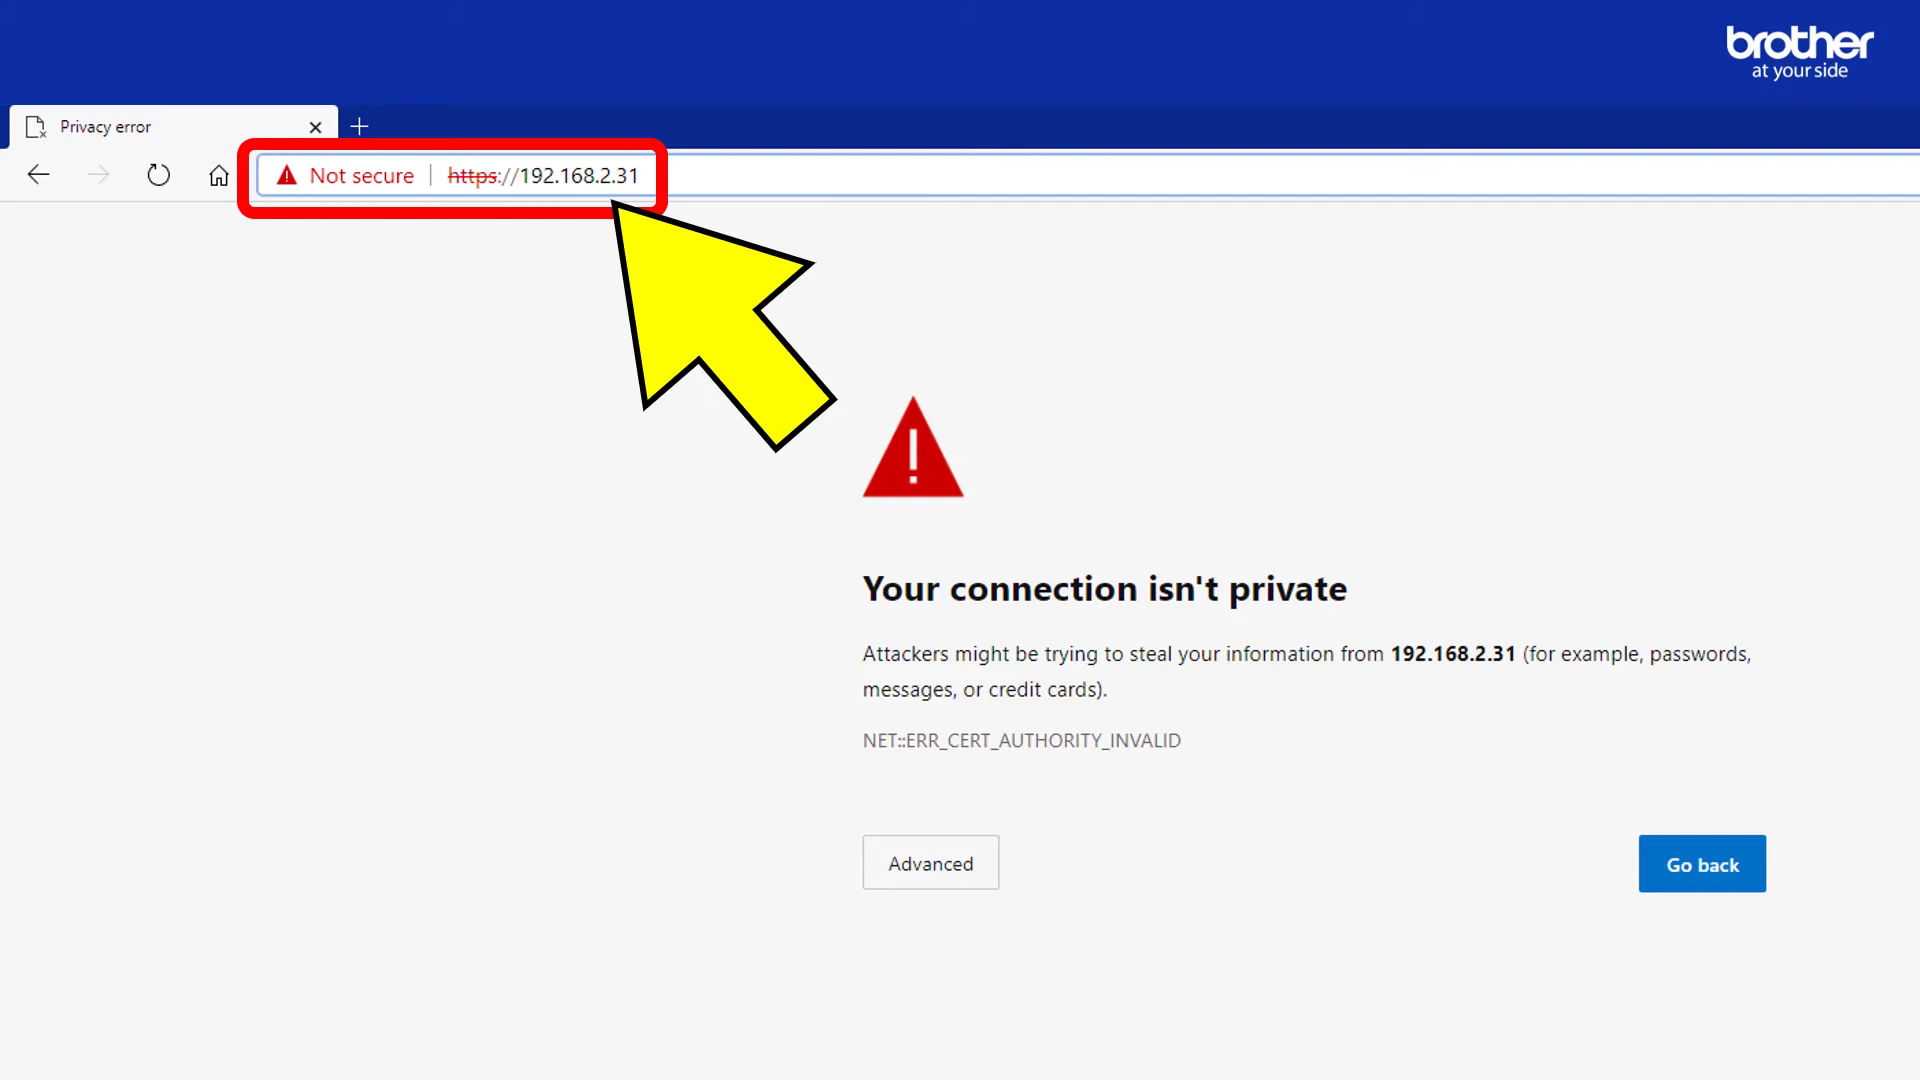 brother
at your side
Privacy error
Not secure | https://192.168.2.31
Your connection isn't private
Attackers might be trying to steal your information from 192.168.2.31 (for example, passwords,
messages, or credit cards).
NET::ERR_CERT_AUTHORITY_INVALID
Advanced
Go back